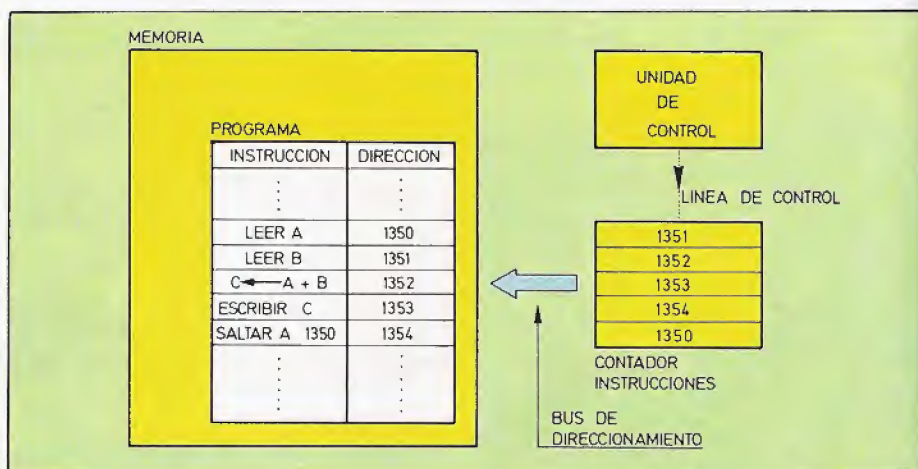 MEMORIA
PROGRAMA
INSTRUCCION DIRECCION
LEER A 1350
LEER B 1351
C ← A + B 1352
ESCRIBIR C 1353
SALTAR A 1350 1354
UNIDAD
DE
CONTROL
LINEA DE CONTROL
1351
1352
1353
1354
1350
CONTADOR
INSTRUCCIONES
BUS DE
DIRECCIONAMIENTO